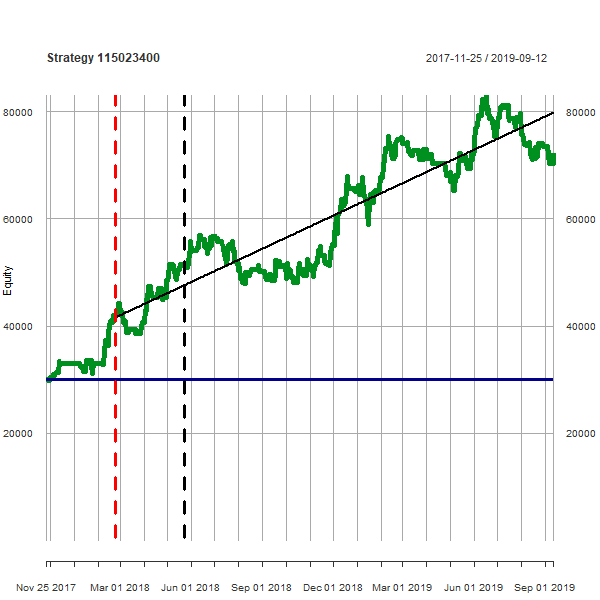 Strategy 115023400
2017-11-25 / 2019-09-12
80000 80000
60000 60000
Equity
40000 40000
20000 20000
Nov 25 2017 Mar 01 2018 Jun 01 2018 Sep 01 2018 Dec 01 2018 Mar 01 2019 Jun 01 2019 Sep 01 2019